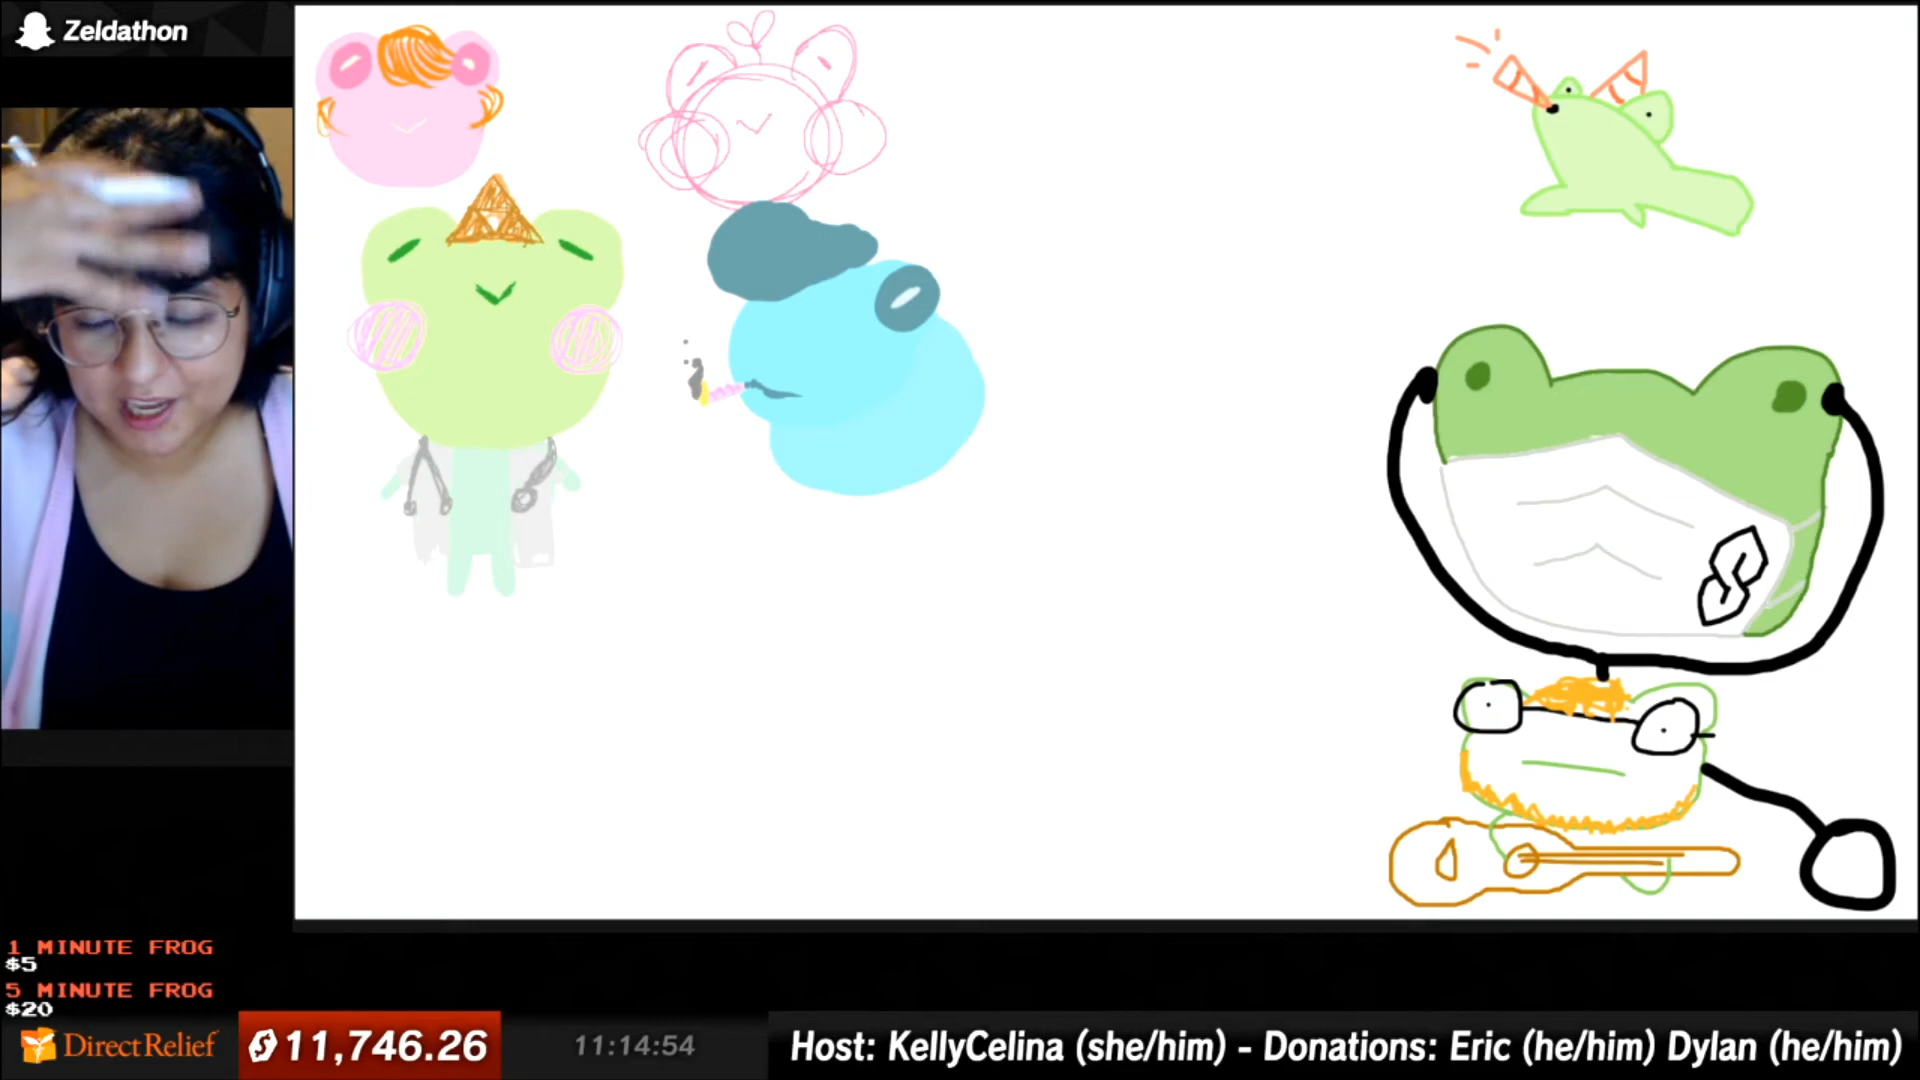 Zeldathon
1 MINUTE FROG
$5
5 MINUTE FROG
$20
DirectRelief
11,746.26
11:14:54
Host: KellyCelina (she/him) - Donations: Eric (he/him) Dylan (he/him)